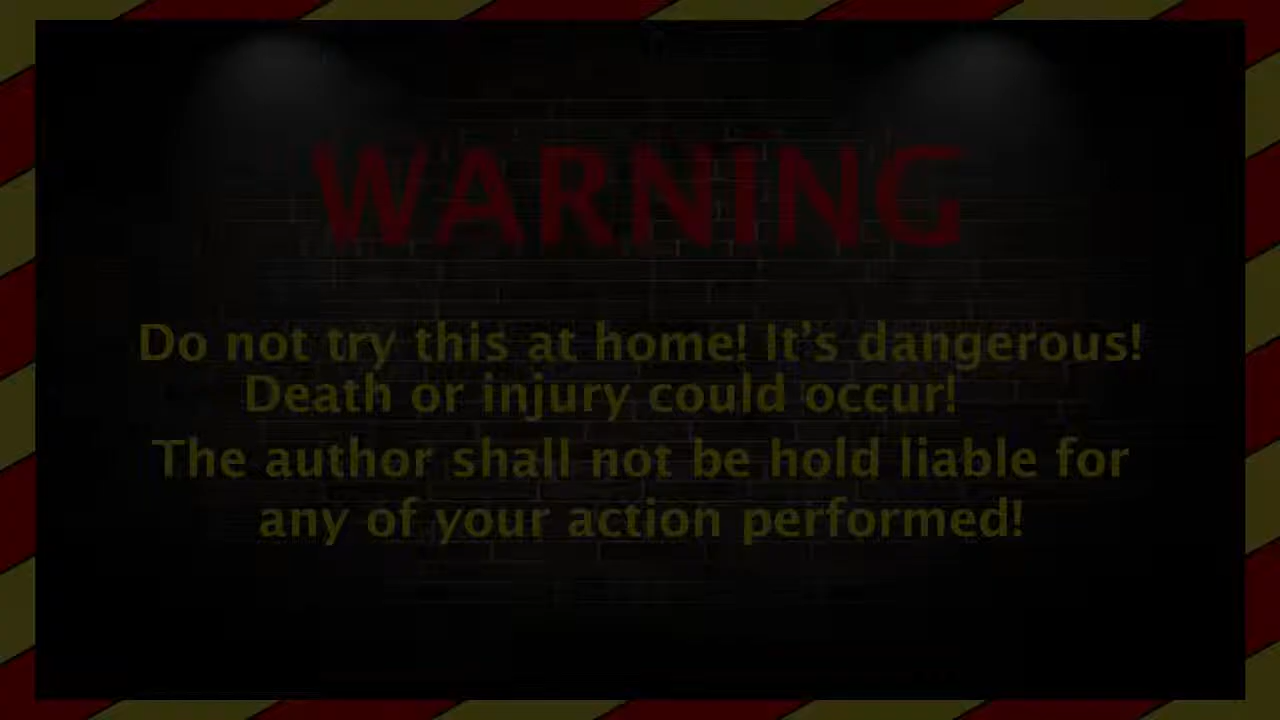 WARNING
Do not try this at home! It's dangerous!
Death or injury could occur!
The author shall not be hold liable for
any of your action performed!